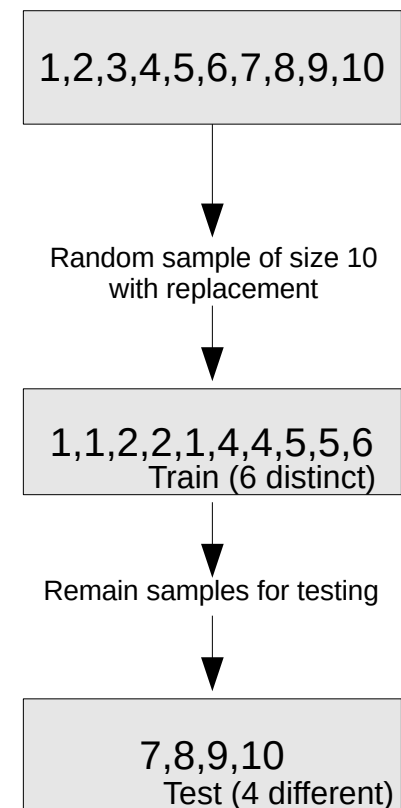 1,2,3,4,5,6,7,8,9,10
Random sample of size 10
with replacement
1,1,2,2,1,4,4,5,5,6
Train (6 distinct)
Remain samples for testing
7,8,9,10
Test (4 different)